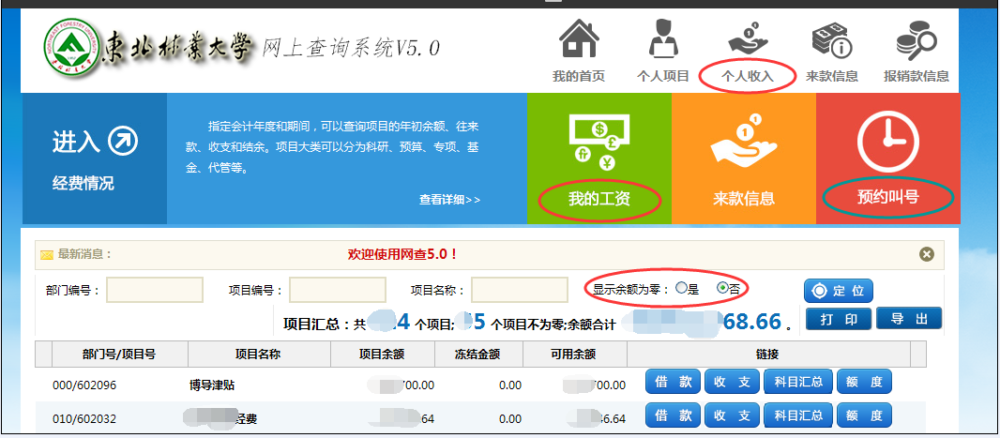 NORTHEAST FORESTRY UNIVERSITY
东北林业大学 网上查询系统V5.0
我的首页 个人项目 个人收入 来款信息 报销款信息
进入
经费情况
指定会计年度和期间，可以查询项目的年初余额、往来
款、收支和结余。项目大类可以分为科研、预算、专项、基
金、代管等。
查看详细>>
我的工资 来款信息 预约叫号
最新消息： 欢迎使用网查5.0！
部门编号： 项目编号： 项目名称： 显示余额为零： 是 否 定 位
项目汇总：共 4 个项目; 5 个项目不为零;余额合计 68.66 。 打 印 导 出
部门号/项目号 项目名称 项目余额 冻结金额 可用余额 链接
000/602096 博导津贴 700.00 0.00 700.00 借 款 收 支 科目汇总 额 度
010/602032 经费 64 0.00 46.64 借 款 收 支 科目汇总 额 度